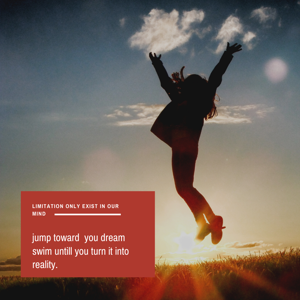 LIMITATION ONLY EXIST IN OUR
MIND
jump toward you dream
swim untill you turn it into
reality.